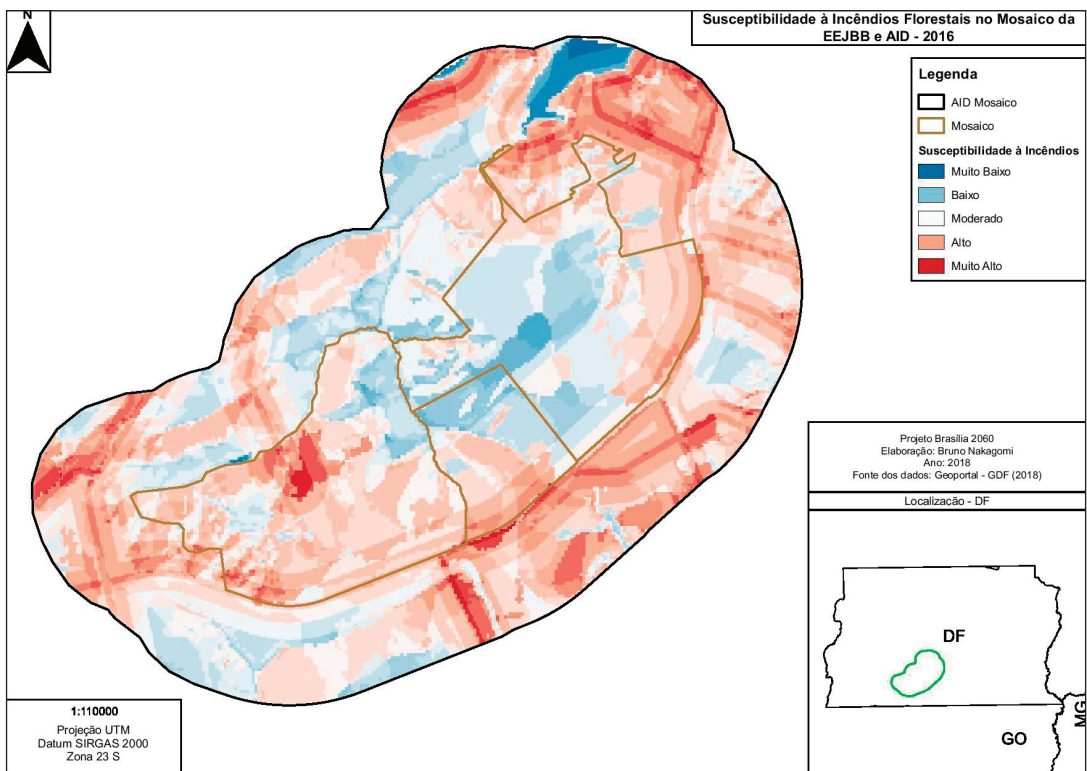 N
Susceptibilidade à Incêndios Florestais no Mosaico da
EEJBB e AID - 2016
Legenda
AID Mosaico
Mosaico
Susceptibilidade à Incêndios
Muito Baixo
Baixo
Moderado
Alto
Muito Alto
Projeto Brasília 2060
Elaboração: Bruno Nakagomi
Ano: 2018
Fonte dos dados: Geoportal - GDF (2018)
Localização - DF
DF
GO
MG
1:110000
Projeção UTM
Datum SIRGAS 2000
Zona 23 S